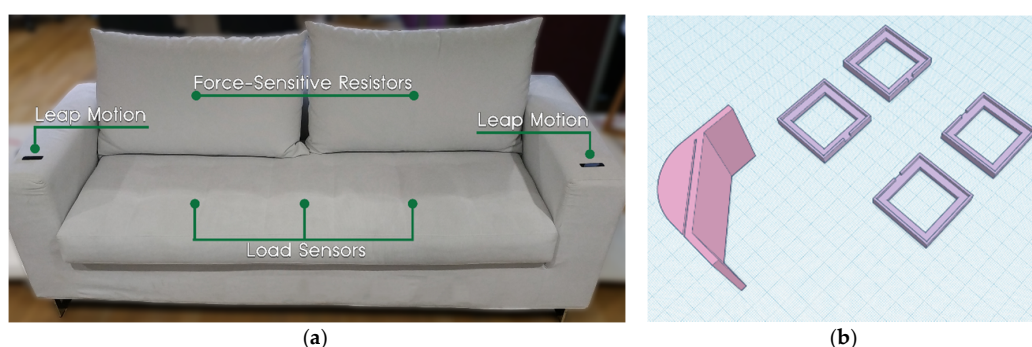 Force-Sensitive Resistors
Leap Motion
Leap Motion
Load Sensors
(a)
(b)